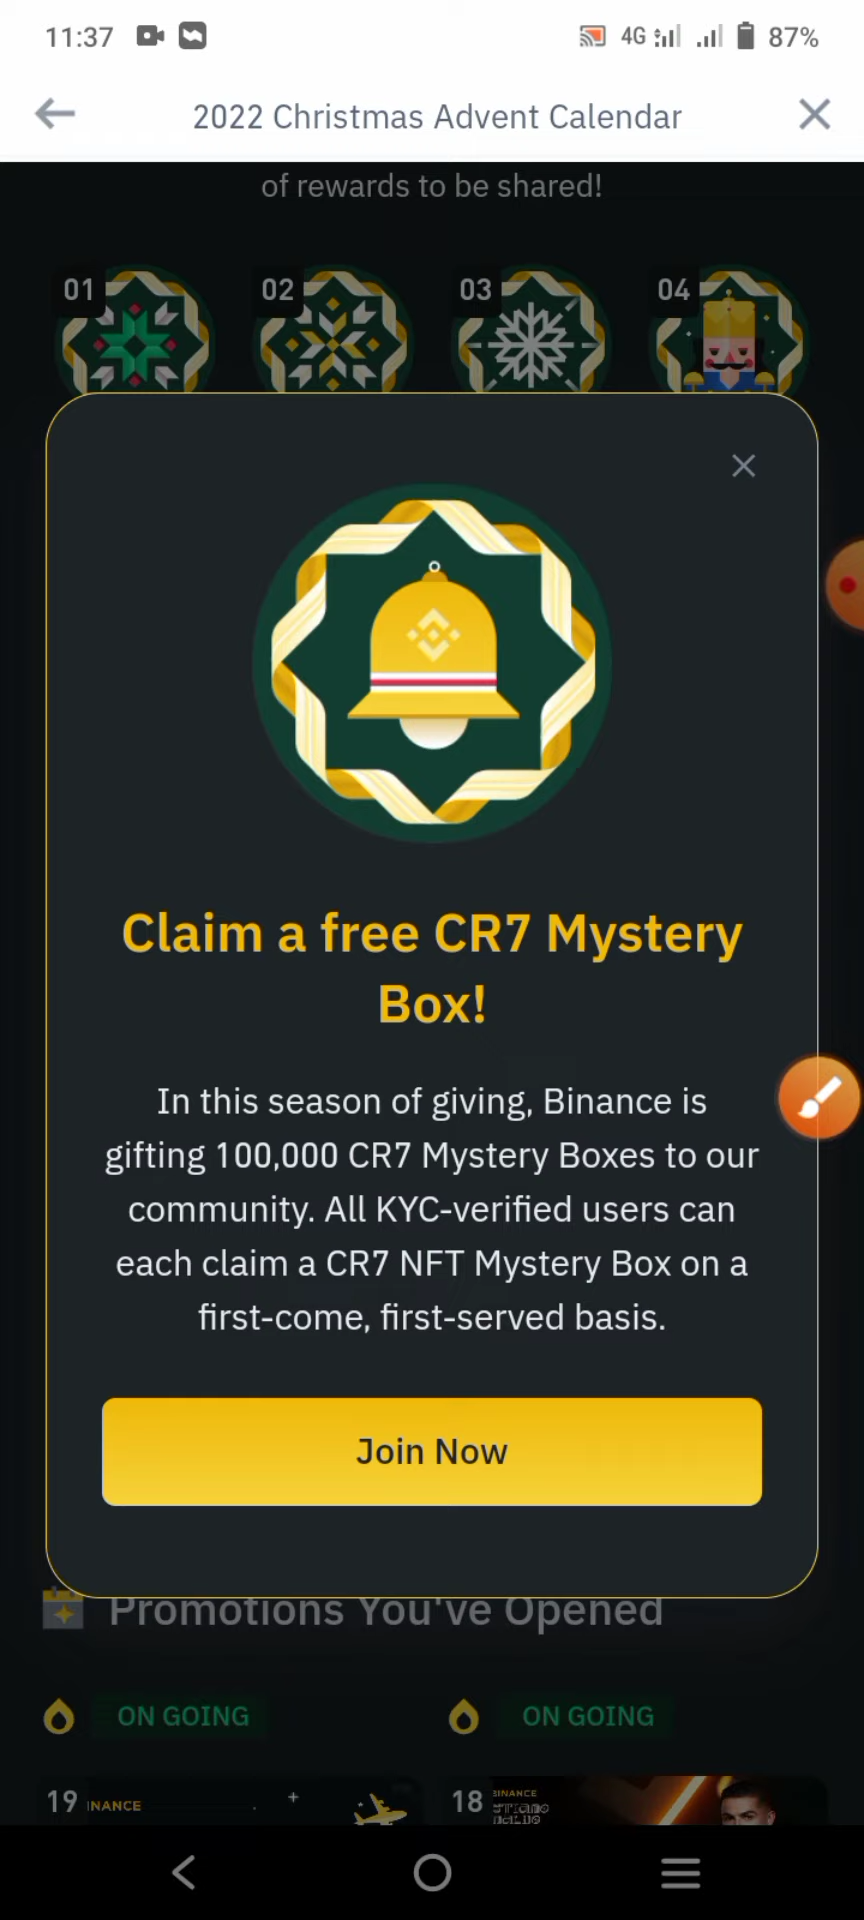 11:37
4G
87%
2022 Christmas Advent Calendar
of rewards to be shared!
01
02
03
04
Claim a free CR7 Mystery
Box!
In this season of giving, Binance is
gifting 100,000 CR7 Mystery Boxes to our
community. All KYC-verified users can
each claim a CR7 NFT Mystery Box on a
first-come, first-served basis.
Join Now
Promotions You've Opened
ON GOING
ON GOING
19
INANCE
18
BINANCE